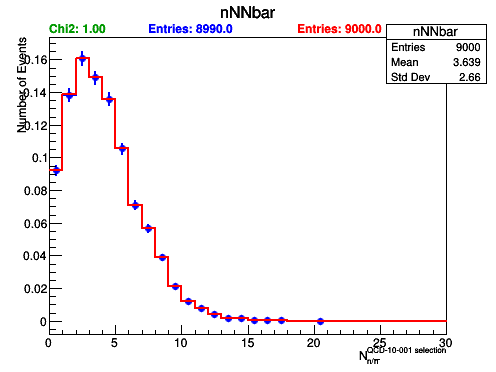 nNNbar
Chi2: 1.00 Entries: 8990.0 Entries: 9000.0
nNNbar
Entries 9000
Mean 3.639
Std Dev 2.66
Number of Events
0.16
0.14
0.12
0.1
0.08
0.06
0.04
0.02
0
0 5 10 15 20 25 30
QCD-10-001 selection